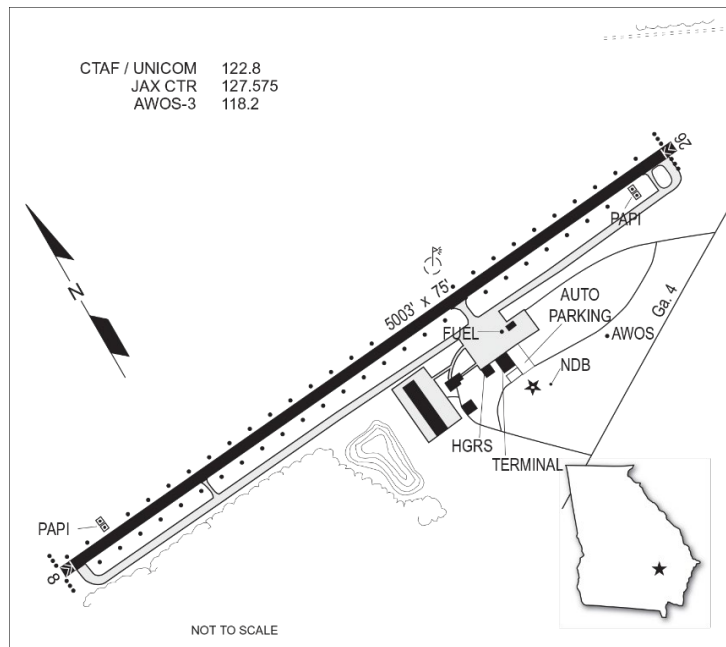 CTAF / UNICOM 122.8
JAX CTR 127.575
AWOS-3 118.2
26
PAPI
N
5003' x 75'
AUTO
PARKING
Ga. 4
FUEL
AWOS
NDB
HGRS
TERMINAL
PAPI
8
NOT TO SCALE